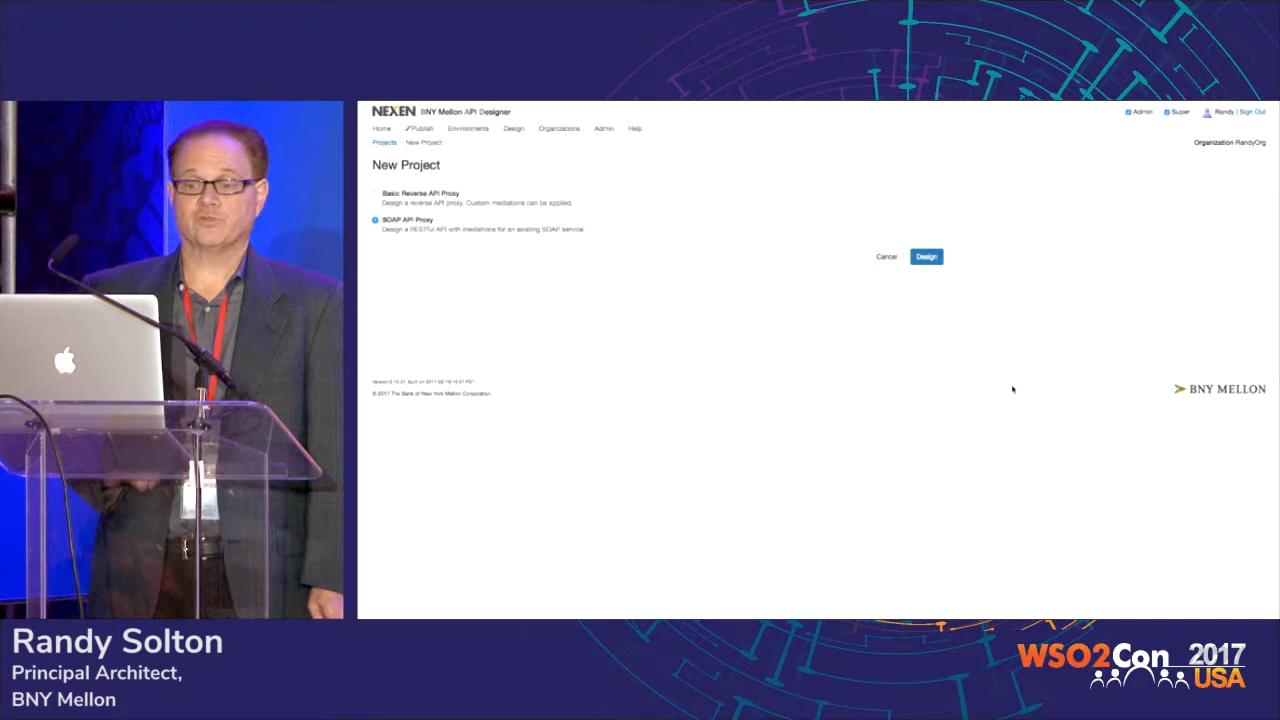 NEXEN BNY Mellon API Designer
Admin Super Randy | Sign Out
Home Publish Environments Design Organizations Admin Help
Projects New Project
Organization RandyOrg
New Project
Basic Reverse API Proxy
Design a reverse API proxy. Custom mediations can be applied.
SOAP API Proxy
Design a RESTful API with mediations for an existing SOAP service.
Cancel Design
© 2017 The Bank of New York Mellon Corporation.
BNY MELLON
Randy Solton
Principal Architect,
BNY Mellon
WSO2Con 2017
USA